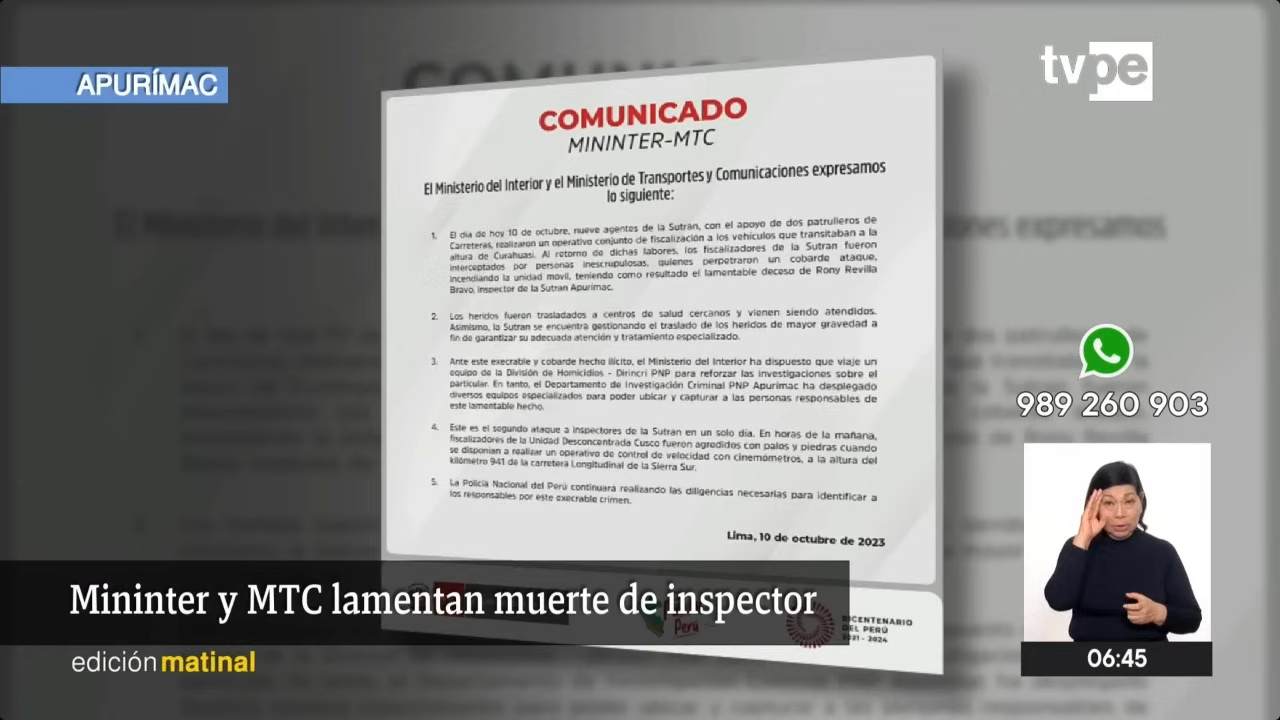 APURÍMAC
tvpe
COMUNICADO
MININTER-MTC
El Ministerio del Interior y el Ministerio de Transportes y Comunicaciones expresamos
lo siguiente:
1. El día de hoy 10 de octubre, nueve agentes de la Sutran, con el apoyo de dos patrulleros de
Carreteras, realizaron un operativo conjunto de fiscalización a los vehículos que transitaban a la
altura de Curahuasi. Al retorno de dichas labores, los fiscalizadores de la Sutran fueron
interceptados por personas inescrupulosas, quienes perpetraron un cobarde ataque,
incendiando la unidad móvil, teniendo como resultado el lamentable deceso de Rony Revilla
Bravo, inspector de la Sutran Apurímac.
2. Los heridos fueron trasladados a centros de salud cercanos y vienen siendo atendidos.
Asimismo, la Sutran se encuentra gestionando el traslado de los heridos de mayor gravedad a
fin de garantizar su adecuada atención y tratamiento especializado.
3. Ante este execrable y cobarde hecho ilícito, el Ministerio del Interior ha dispuesto que viaje un
equipo de la División de Homicidios - Dirincri PNP para reforzar las investigaciones sobre el
particular. En tanto, el Departamento de Investigación Criminal PNP Apurímac ha desplegado
diversos equipos especializados para poder ubicar y capturar a las personas responsables de
este lamentable hecho.
4. Este es el segundo ataque a inspectores de la Sutran en un solo día. En horas de la mañana,
fiscalizadores de la Unidad Desconcentrada Cusco fueron agredidos con palos y piedras cuando
se disponían a realizar un operativo de control de velocidad con cinemómetros, a la altura del
kilómetro 941 de la carretera Longitudinal de la Sierra Sur.
5. La Policía Nacional del Perú continuará realizando las diligencias necesarias para identificar a
los responsables por este execrable crimen.
Lima, 10 de octubre de 2023
989 260 903
Mininter y MTC lamentan muerte de inspector
Perú
BICENTENARIO
DEL PERÚ
2021 - 2024
edición matinal
06:45